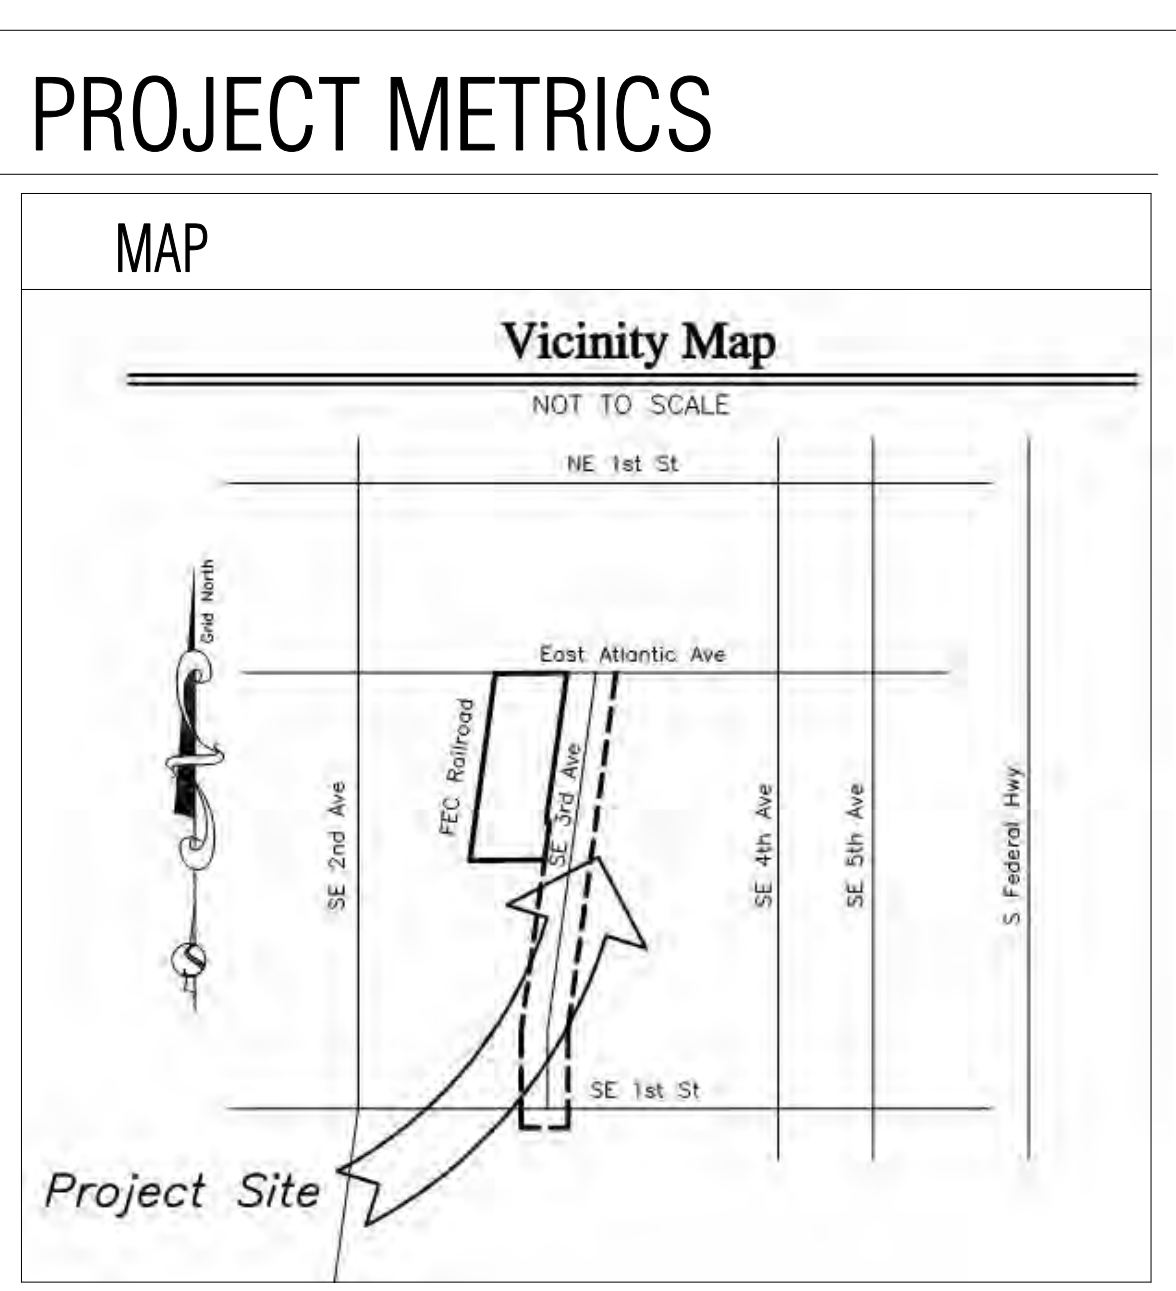 PROJECT METRICS
MAP
Vicinity Map
NOT TO SCALE
NE 1st St
Grid North
East Atlantic Ave
FEC Railroad
SE 3rd Ave
SE 2nd Ave
SE 4th Ave
SE 5th Ave
S Federal Hwy
SE 1st St
Project Site